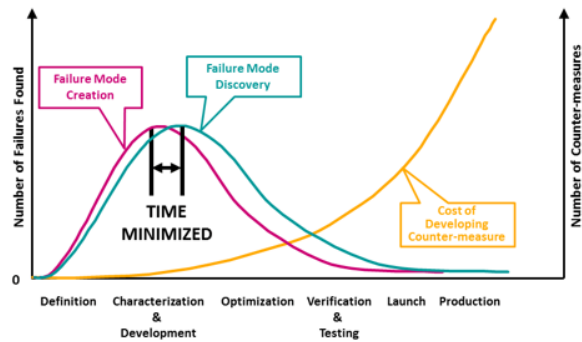 Number of Failures Found
Failure Mode
Creation
Failure Mode
Discovery
TIME
MINIMIZED
Cost of
Developing
Counter-measure
Number of Counter-measures
0
Definition
Characterization
&
Development
Optimization
Verification
&
Testing
Launch
Production